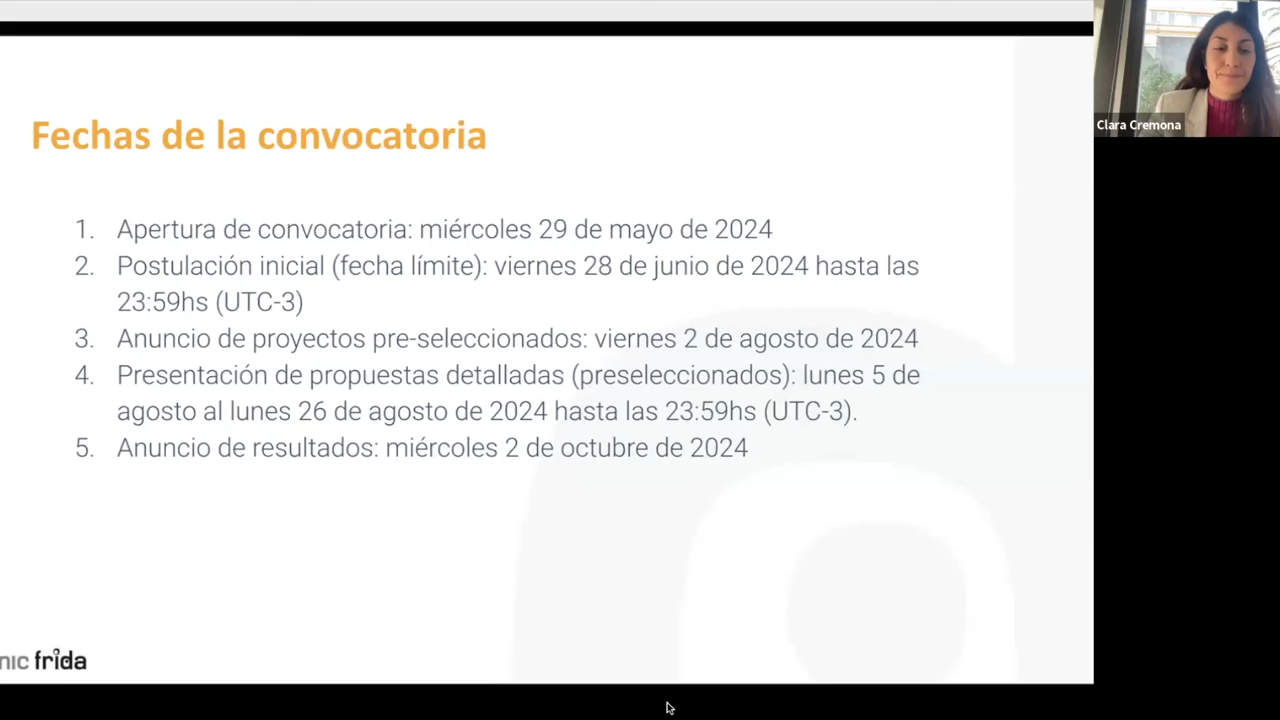 Fechas de la convocatoria
1. Apertura de convocatoria: miércoles 29 de mayo de 2024
2. Postulación inicial (fecha límite): viernes 28 de junio de 2024 hasta las
23:59hs (UTC-3)
3. Anuncio de proyectos pre-seleccionados: viernes 2 de agosto de 2024
4. Presentación de propuestas detalladas (preseleccionados): lunes 5 de
agosto al lunes 26 de agosto de 2024 hasta las 23:59hs (UTC-3).
5. Anuncio de resultados: miércoles 2 de octubre de 2024
nic frida
Clara Cremona